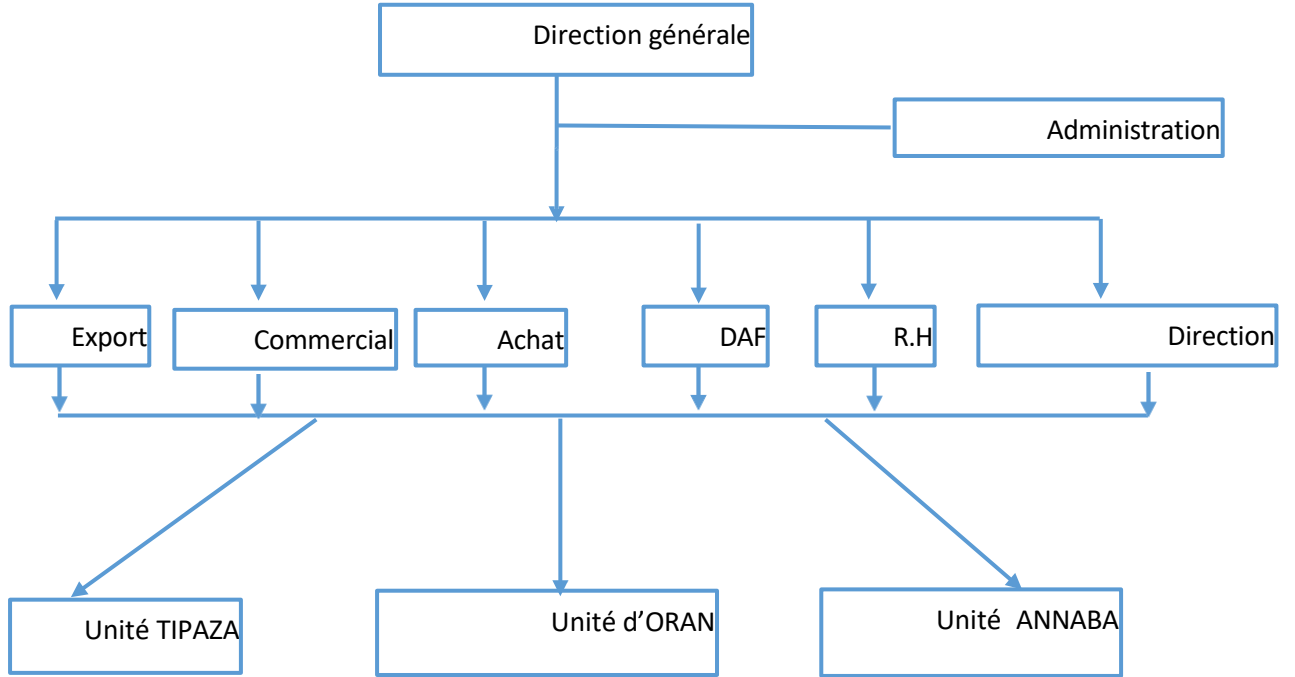 Direction générale
Administration
Export
Commercial
Achat
DAF
R.H
Direction
Unité TIPAZA
Unité d’ORAN
Unité ANNABA